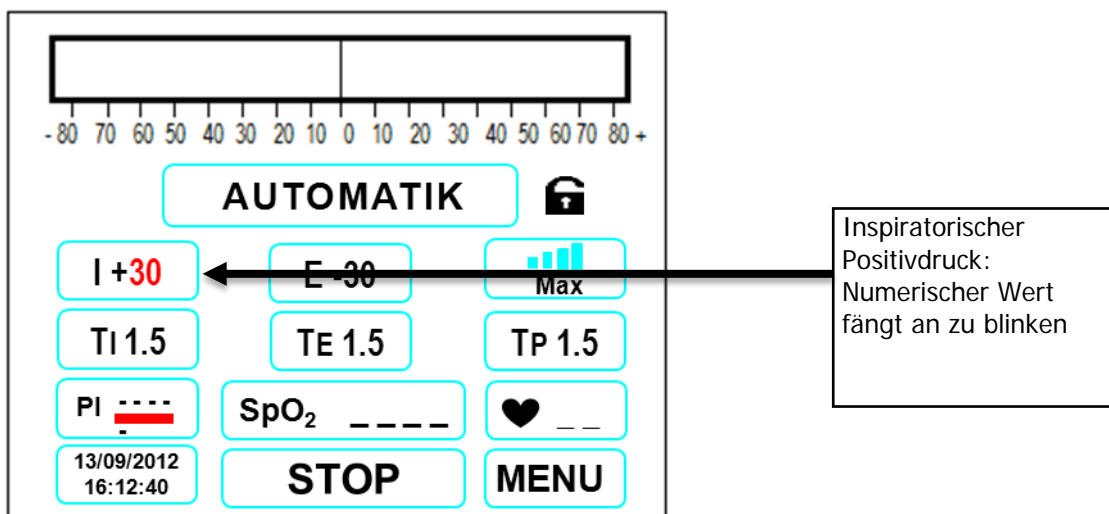 - 80 70 60 50 40 30 20 10 0 10 20 30 40 50 60 70 80 +
AUTOMATIK
I +30 E -30 Max
TI 1.5 TE 1.5 TP 1.5
PI ---- - SpO₂ _ _ _ _ _ _
13/09/2012
16:12:40
STOP MENU
Inspiratorischer
Positivdruck:
Numerischer Wert
fängt an zu blinken